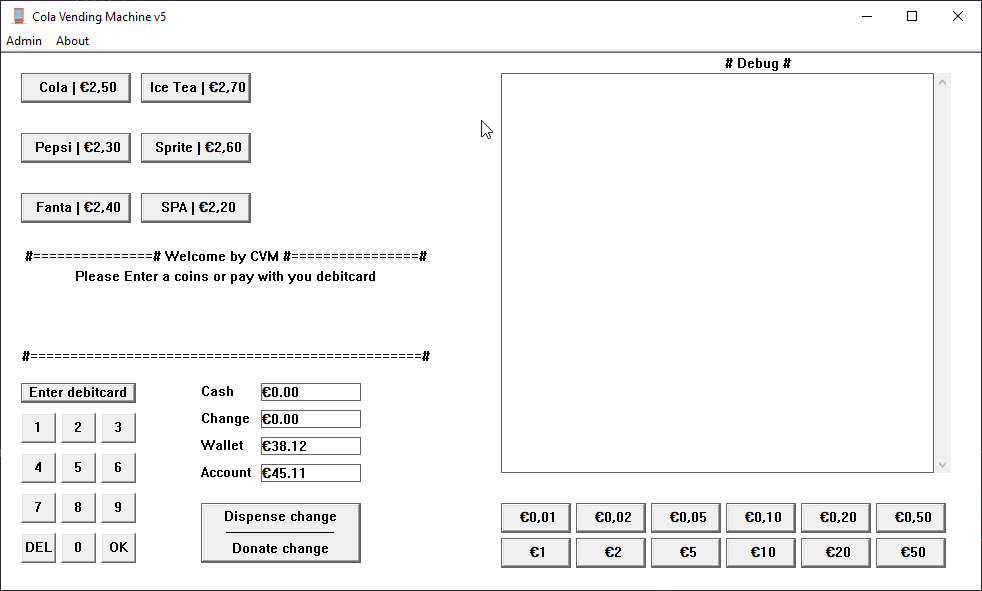 Cola Vending Machine v5
Admin About
# Debug #
Cola | €2,50 Ice Tea | €2,70
Pepsi | €2,30 Sprite | €2,60
Fanta | €2,40 SPA | €2,20
#===============# Welcome by CVM #================#
Please Enter a coins or pay with you debitcard
#=================================================#
Enter debitcard
1 2 3
4 5 6
7 8 9
DEL 0 OK
Cash €0.00
Change €0.00
Wallet €38.12
Account €45.11
Dispense change
Donate change
€0,01 €0,02 €0,05 €0,10 €0,20 €0,50
€1 €2 €5 €10 €20 €50